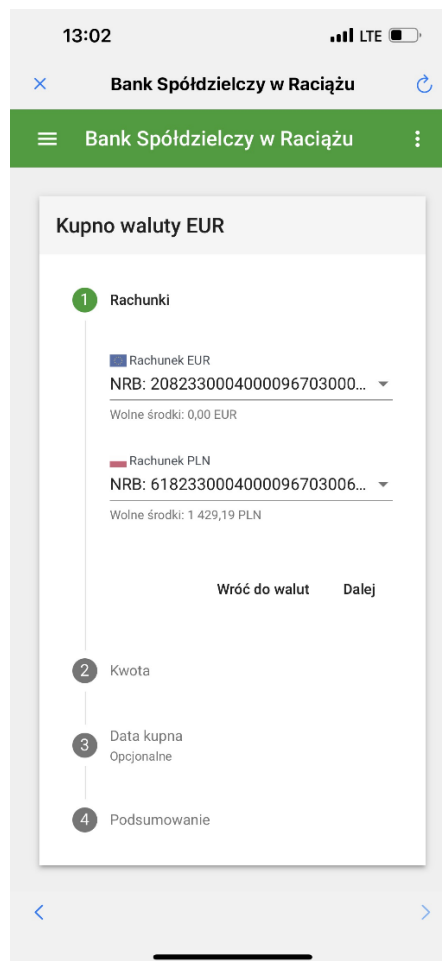 13:02
LTE
Bank Spółdzielczy w Raciążu
Bank Spółdzielczy w Raciążu
Kupno waluty EUR
1 Rachunki
Rachunek EUR
NRB: 2082330004000096703000...
Wolne środki: 0,00 EUR
Rachunek PLN
NRB: 6182330004000096703006...
Wolne środki: 1 429,19 PLN
Wróć do walut Dalej
2 Kwota
3 Data kupna
Opcjonalne
4 Podsumowanie